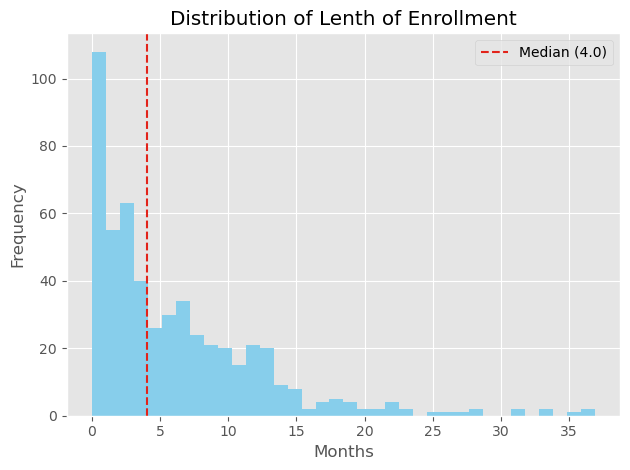 Distribution of Lenth of Enrollment
Median (4.0)
100
80
60
40
20
0
Frequency
0 5 10 15 20 25 30 35
Months